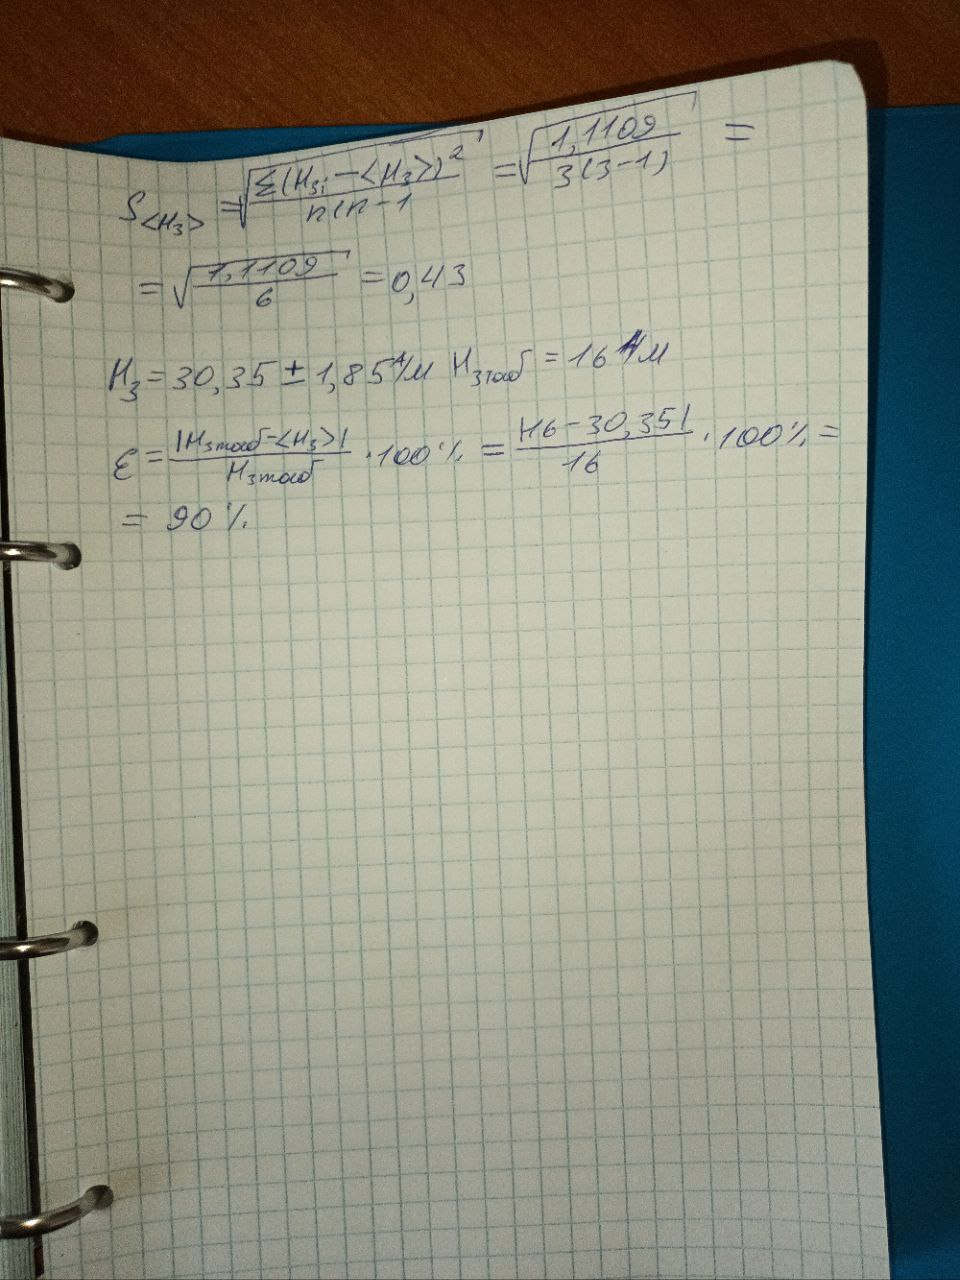 S<H₃> = √(Σ(H₃ᵢ - <H₃>)² / n(n-1) = √(1,1109 / 3(3-1)) =
= √(1,1109 / 6) = 0,43
H₃ = 30,35 ± 1,85 А/м H₃табл = 16 А/м
ε = |H₃табл - <H₃>| / H₃табл · 100% = |16 - 30,35| / 16 · 100% =
= 90%